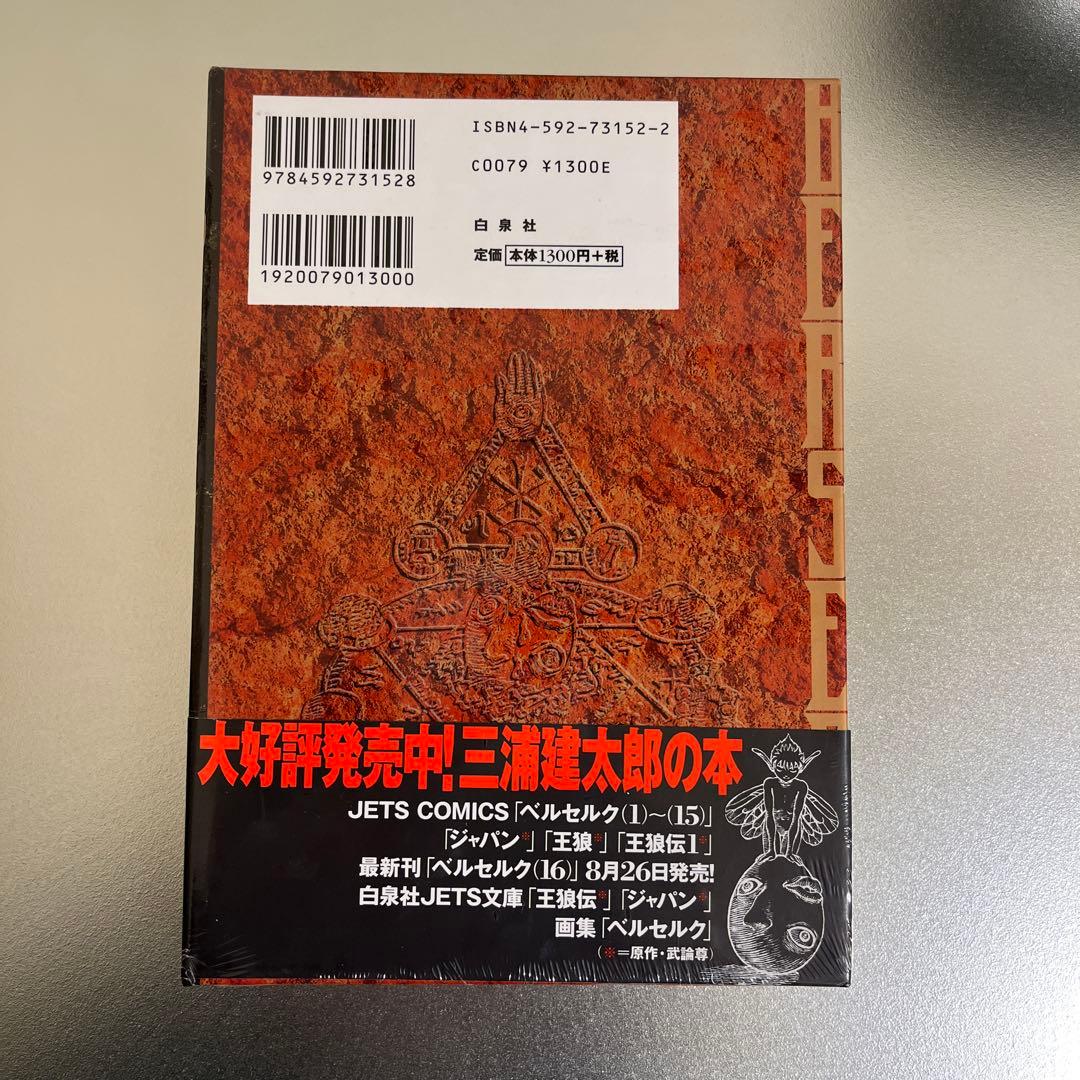 ISBN4-592-73152-2
C0079 ¥1300E
9784592731528
白泉社
定価 本体1300円+税
1920079013000
BERSE
大好評発売中!三浦建太郎の本
JETS COMICS「ベルセルク(1)〜(15)」
「ジャパン※」「王狼※」「王狼伝1※」
最新刊「ベルセルク(16)」8月26日発売!
白泉社JETS文庫「王狼伝※」「ジャパン※」
画集「ベルセルク」
(※=原作・武論尊)